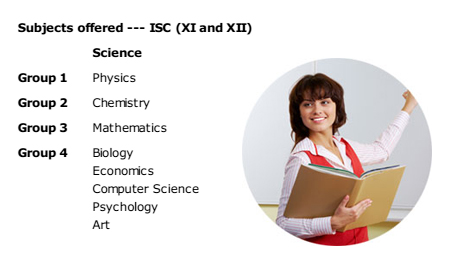 Subjects offered --- ISC (XI and XII)
Science
Group 1 Physics
Group 2 Chemistry
Group 3 Mathematics
Group 4 Biology
Economics
Computer Science
Psychology
Art